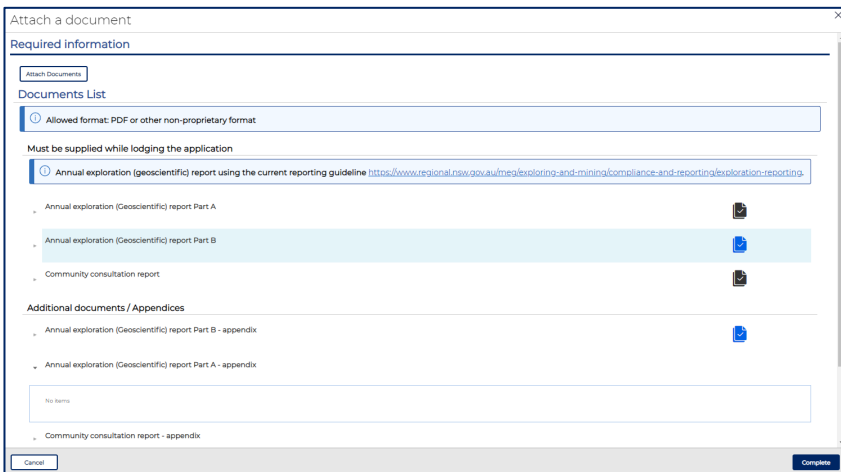 Attach a document
Required information
Attach Documents
Documents List
Allowed format: PDF or other non-proprietary format
Must be supplied while lodging the application
Annual exploration (geoscientific) report using the current reporting guideline https://www.regional.nsw.gov.au/meg/exploring-and-mining/compliance-and-reporting/exploration-reporting.
Annual exploration (Geoscientific) report Part A
Annual exploration (Geoscientific) report Part B
Community consultation report
Additional documents / Appendices
Annual exploration (Geoscientific) report Part B - appendix
Annual exploration (Geoscientific) report Part A - appendix
No items
Community consultation report - appendix
Cancel
Complete